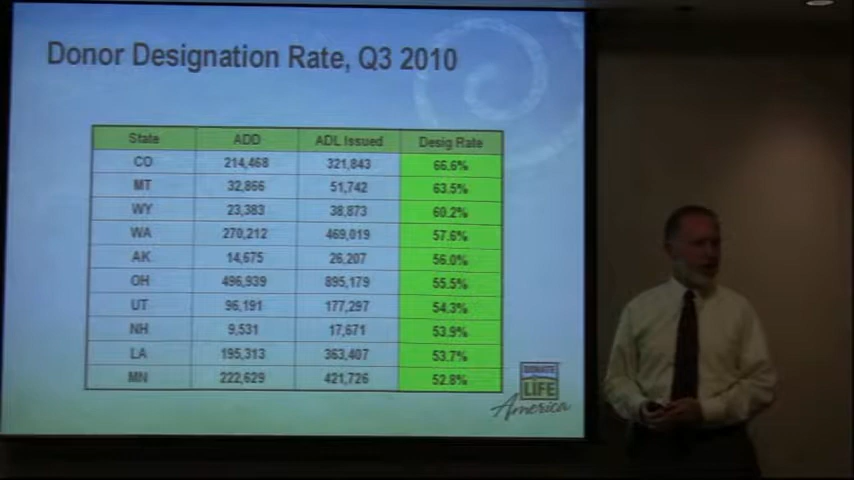 Donor Designation Rate, Q3 2010
State ADD ADL Issued Desig Rate
CO 214,468 321,843 66.6%
MT 32,866 51,742 63.5%
WY 23,383 38,873 60.2%
WA 270,212 469,019 57.6%
AK 14,675 26,207 56.0%
OH 496,939 895,179 55.5%
UT 96,191 177,297 54.3%
NH 9,531 17,671 53.9%
LA 195,313 363,407 53.7%
MN 222,629 421,726 52.8%
DONATE
LIFE
America